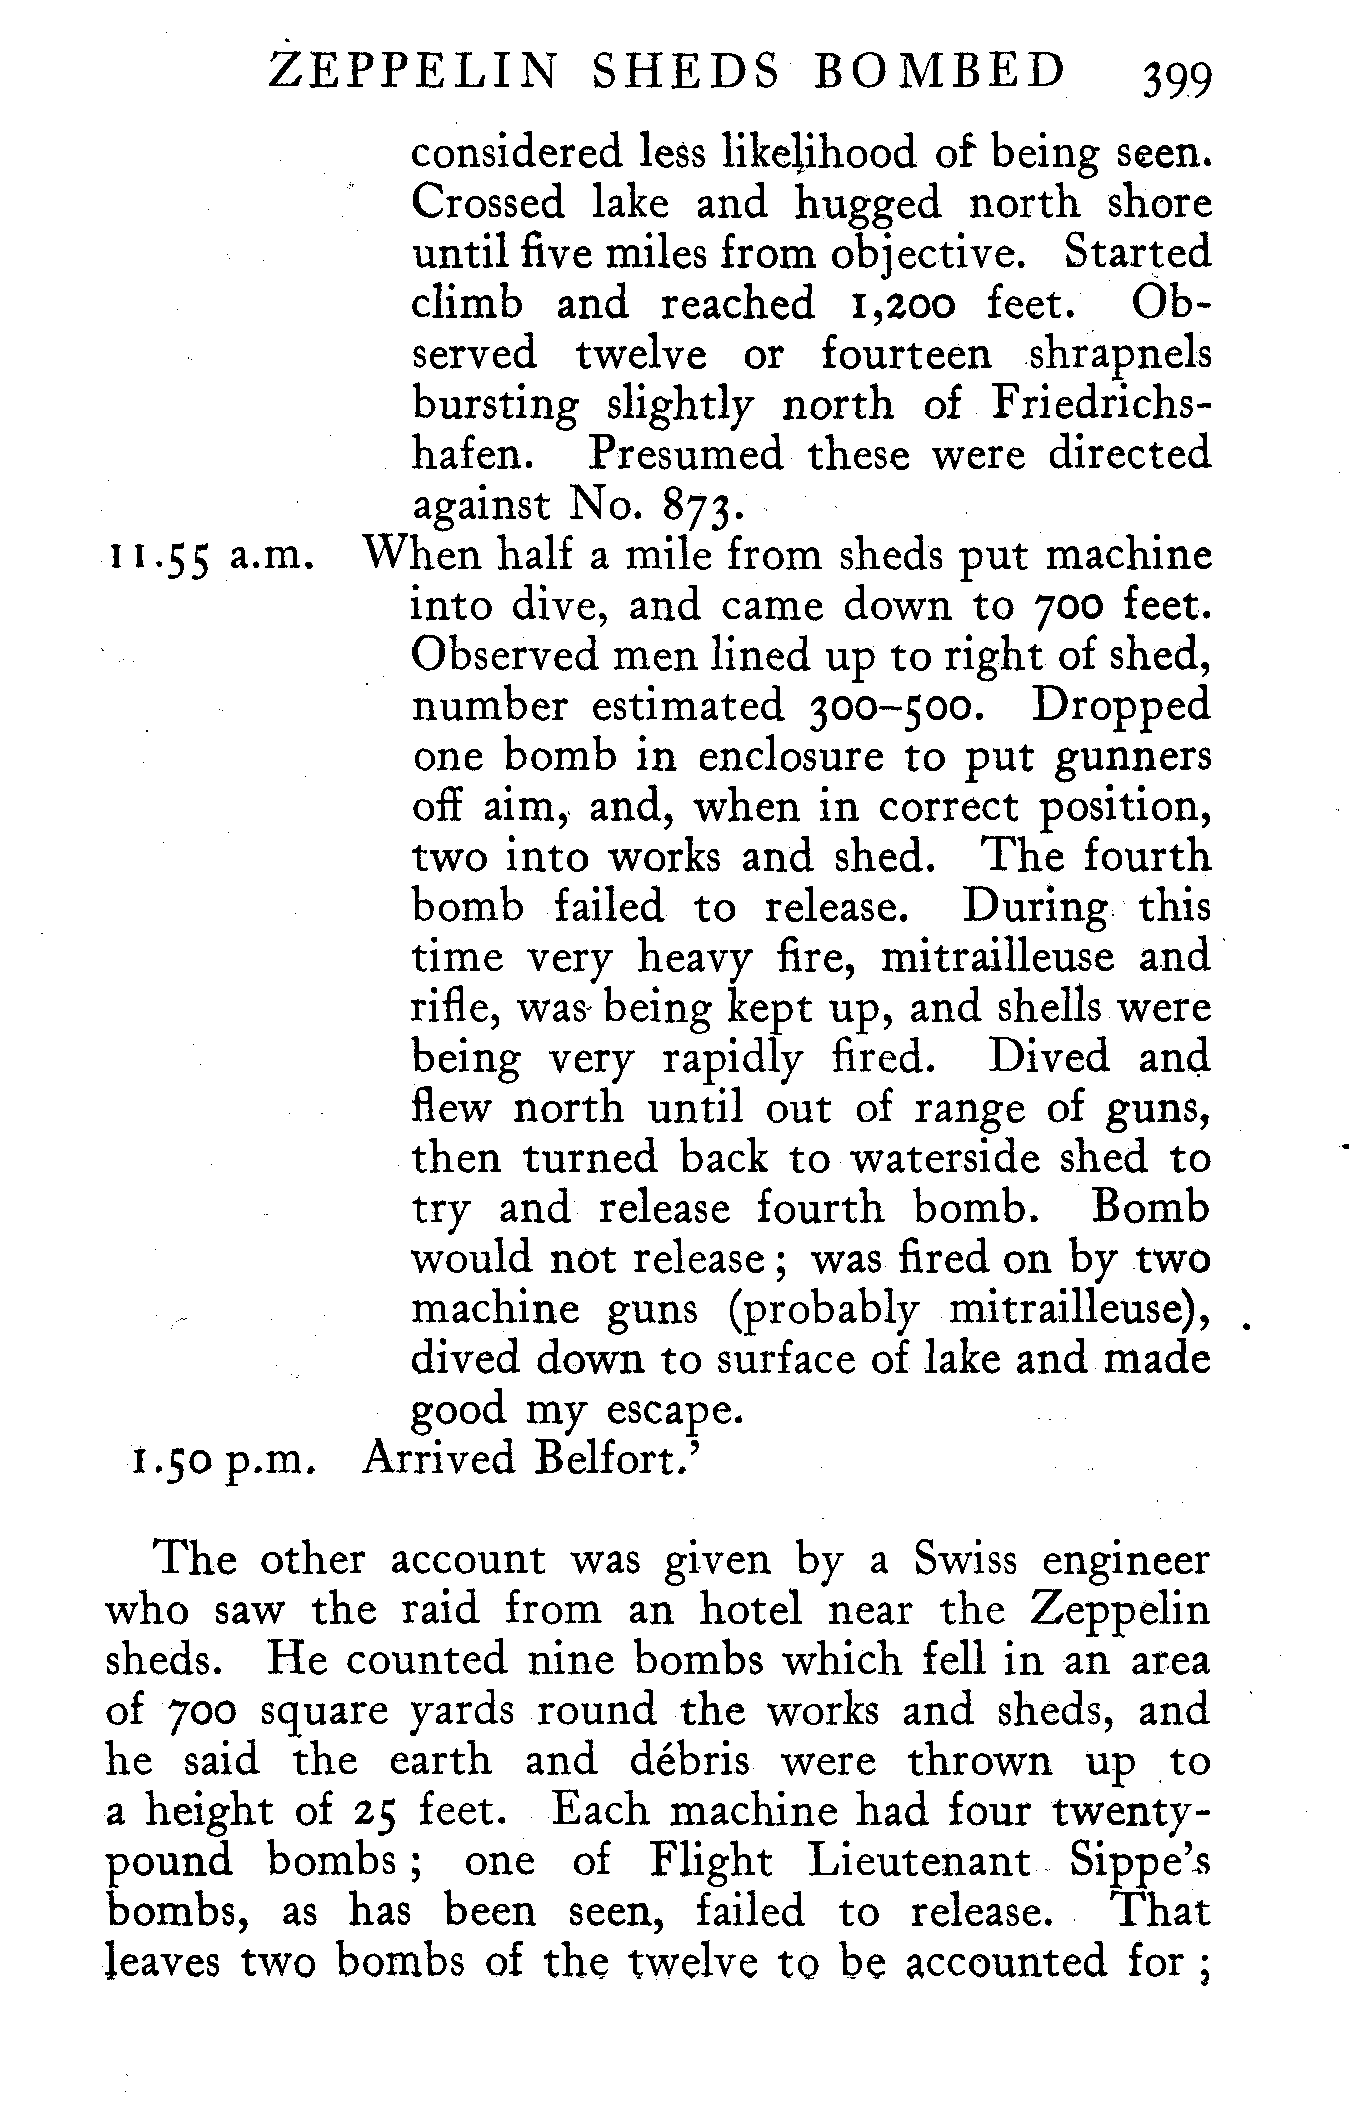 ZEPPELIN SHEDS BOMBED 399
considered less likelihood of being seen.
Crossed lake and hugged north shore
until five miles from objective. Started
climb and reached 1,200 feet. Ob-
served twelve or fourteen shrapnels
bursting slightly north of Friedrichs-
hafen. Presumed these were directed
against No. 873.
11.55 a.m. When half a mile from sheds put machine
into dive, and came down to 700 feet.
Observed men lined up to right of shed,
number estimated 300–500. Dropped
one bomb in enclosure to put gunners
off aim, and, when in correct position,
two into works and shed. The fourth
bomb failed to release. During this
time very heavy fire, mitrailleuse and
rifle, was being kept up, and shells were
being very rapidly fired. Dived and
flew north until out of range of guns,
then turned back to waterside shed to
try and release fourth bomb. Bomb
would not release ; was fired on by two
machine guns (probably mitrailleuse),
dived down to surface of lake and made
good my escape.
1.50 p.m. Arrived Belfort.’
The other account was given by a Swiss engineer
who saw the raid from an hotel near the Zeppelin
sheds. He counted nine bombs which fell in an area
of 700 square yards round the works and sheds, and
he said the earth and débris were thrown up to
a height of 25 feet. Each machine had four twenty-
pound bombs ; one of Flight Lieutenant Sippe’s
bombs, as has been seen, failed to release. That
leaves two bombs of the twelve to be accounted for ;